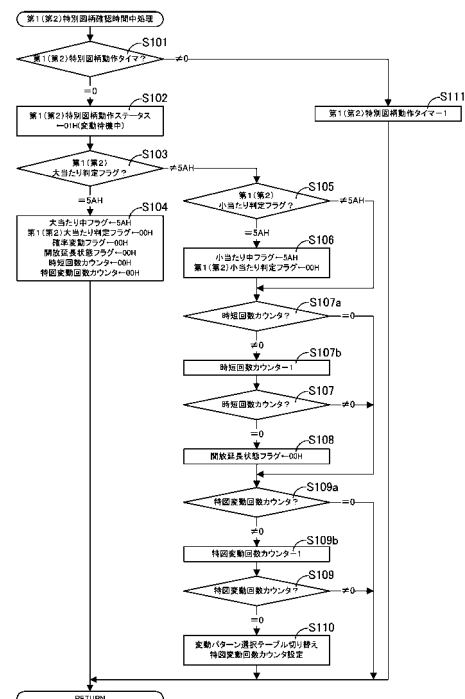 第1(第2)特別図柄確認時間中処理
S101
第1(第2)特別図柄動作タイマ?
≠0
=0
S102
第1(第2)特別図柄動作ステータス
←01H(変動待機中)
S111
第1(第2)特別図柄動作タイマ−1
S103
第1(第2)
大当たり判定フラグ?
≠5AH
=5AH
S104
大当たり中フラグ←5AH
第1(第2)大当たり判定フラグ←00H
確率変動フラグ←00H
開放延長状態フラグ←00H
時短回数カウンタ←00H
特図変動回数カウンタ←00H
S105
第1(第2)
小当たり判定フラグ?
≠5AH
=5AH
S106
小当たり中フラグ←5AH
第1(第2)小当たり判定フラグ←00H
S107a
時短回数カウンタ?
=0
≠0
S107b
時短回数カウンタ−1
S107
時短回数カウンタ?
≠0
=0
S108
開放延長状態フラグ←00H
S109a
特図変動回数カウンタ?
=0
≠0
S109b
特図変動回数カウンタ−1
S109
特図変動回数カウンタ?
≠0
=0
S110
変動パターン選択テーブル切り替え
特図変動回数カウンタ設定
RETURN